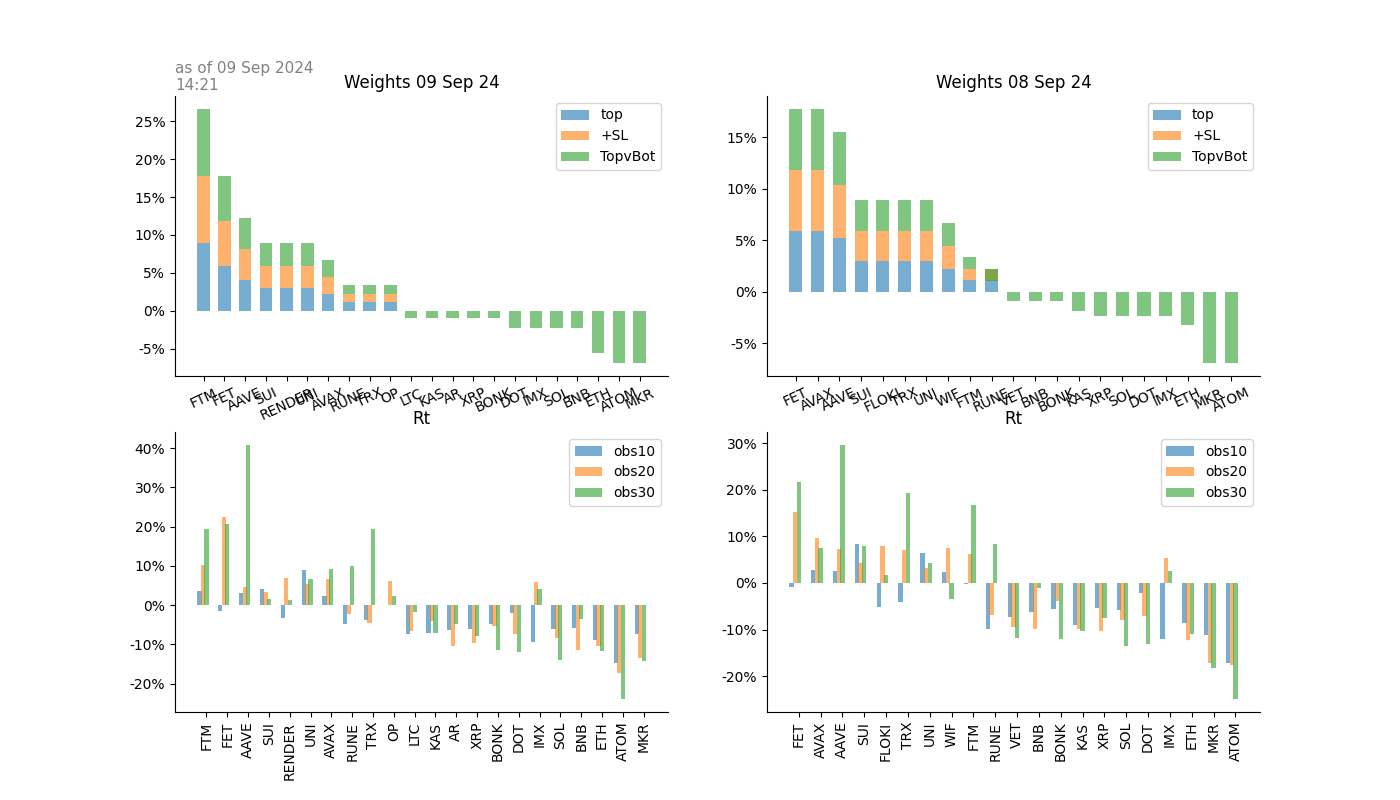 as of 09 Sep 2024
14:21
Weights 09 Sep 24
25%
20%
15%
10%
5%
0%
-5%
top
+SL
TopvBot
FTM FET AAVE SUI RENDER UNI AVAX RUNE TRX OP LTC KAS AR XRP BONK DOT IMX SOL BNB ETH ATOM MKR
Weights 08 Sep 24
15%
10%
5%
0%
-5%
top
+SL
TopvBot
FET AVAX AAVE SUI FLOKI TRX UNI WIF FTM RUNE VET BNB BONK KAS XRP SOL DOT IMX ETH MKR ATOM
Rt
40%
30%
20%
10%
0%
-10%
-20%
obs10
obs20
obs30
FTM FET AAVE SUI RENDER UNI AVAX RUNE TRX OP LTC KAS AR XRP BONK DOT IMX SOL BNB ETH ATOM MKR
Rt
30%
20%
10%
0%
-10%
-20%
obs10
obs20
obs30
FET AVAX AAVE SUI FLOKI TRX UNI WIF FTM RUNE VET BNB BONK KAS XRP SOL DOT IMX ETH MKR ATOM